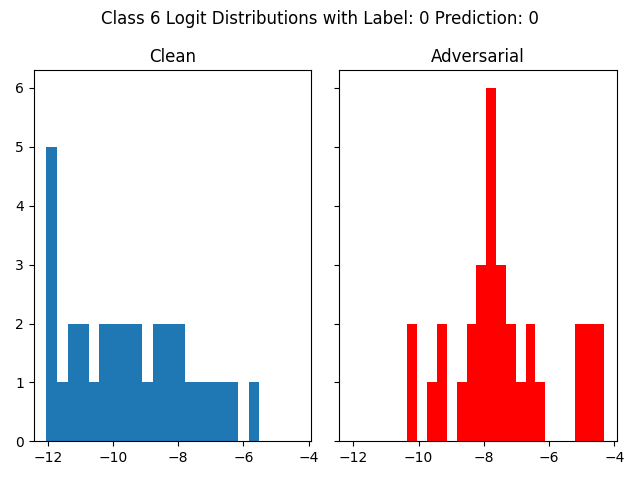 Class 6 Logit Distributions with Label: 0 Prediction: 0
Clean
Adversarial
6
5
4
3
2
1
0
−12 −10 −8 −6 −4
−12 −10 −8 −6 −4